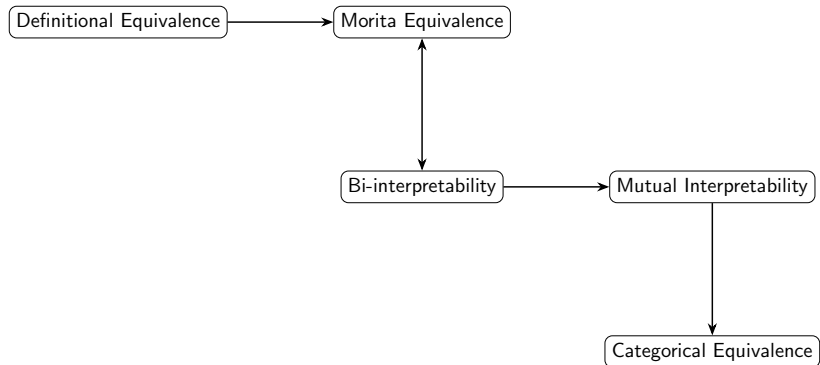 Definitional Equivalence
Morita Equivalence
Bi-interpretability
Mutual Interpretability
Categorical Equivalence